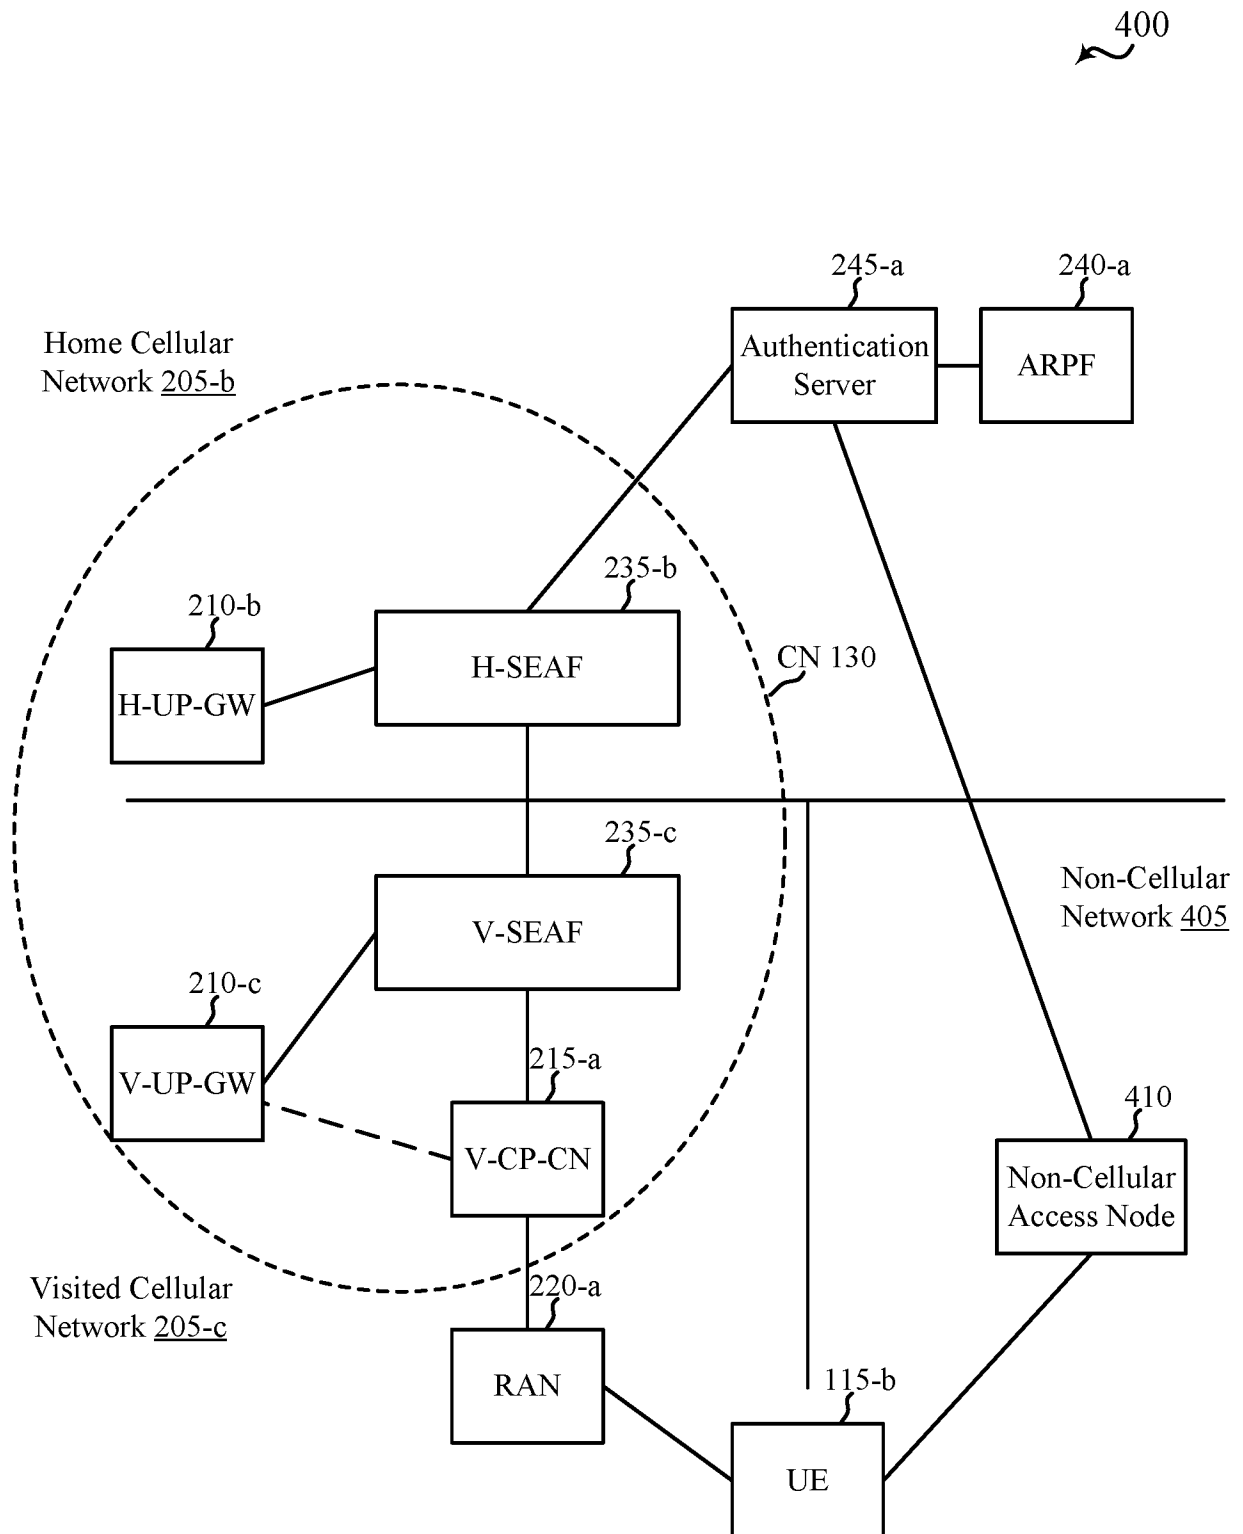 400
245-a
240-a
Home Cellular
Network 205-b
Authentication
Server
ARPF
235-b
210-b
H-SEAF
CN 130
H-UP-GW
235-c
Non-Cellular
Network 405
V-SEAF
210-c
215-a
V-UP-GW
410
V-CP-CN
Non-Cellular
Access Node
Visited Cellular
Network 205-c
220-a
RAN
115-b
UE